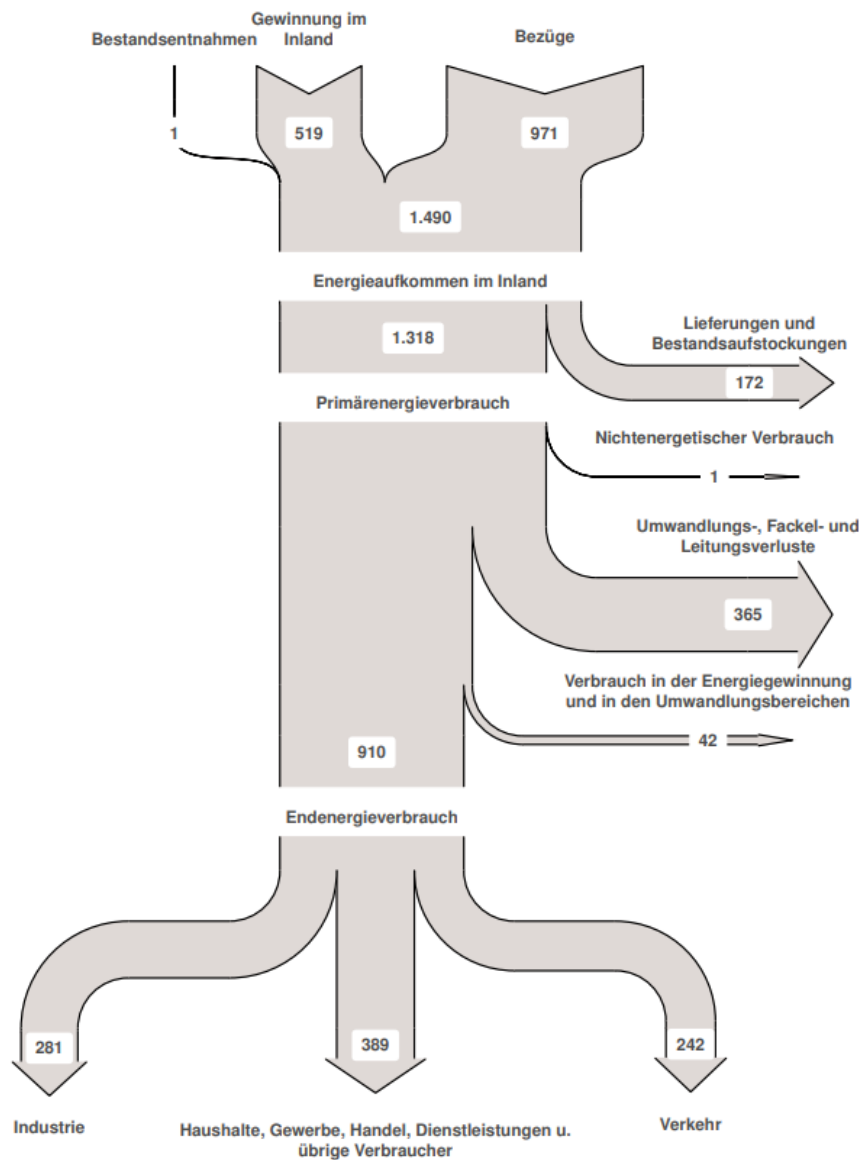 Bestandsentnahmen
Gewinnung im
Inland
Bezüge
1
519
971
1.490
Energieaufkommen im Inland
1.318
Lieferungen und
Bestandsaufstockungen
172
Primärenergieverbrauch
Nichtenergetischer Verbrauch
1
Umwandlungs-, Fackel- und
Leitungsverluste
365
Verbrauch in der Energiegewinnung
und in den Umwandlungsbereichen
42
910
Endenergieverbrauch
281
389
242
Industrie
Haushalte, Gewerbe, Handel, Dienstleistungen u.
übrige Verbraucher
Verkehr